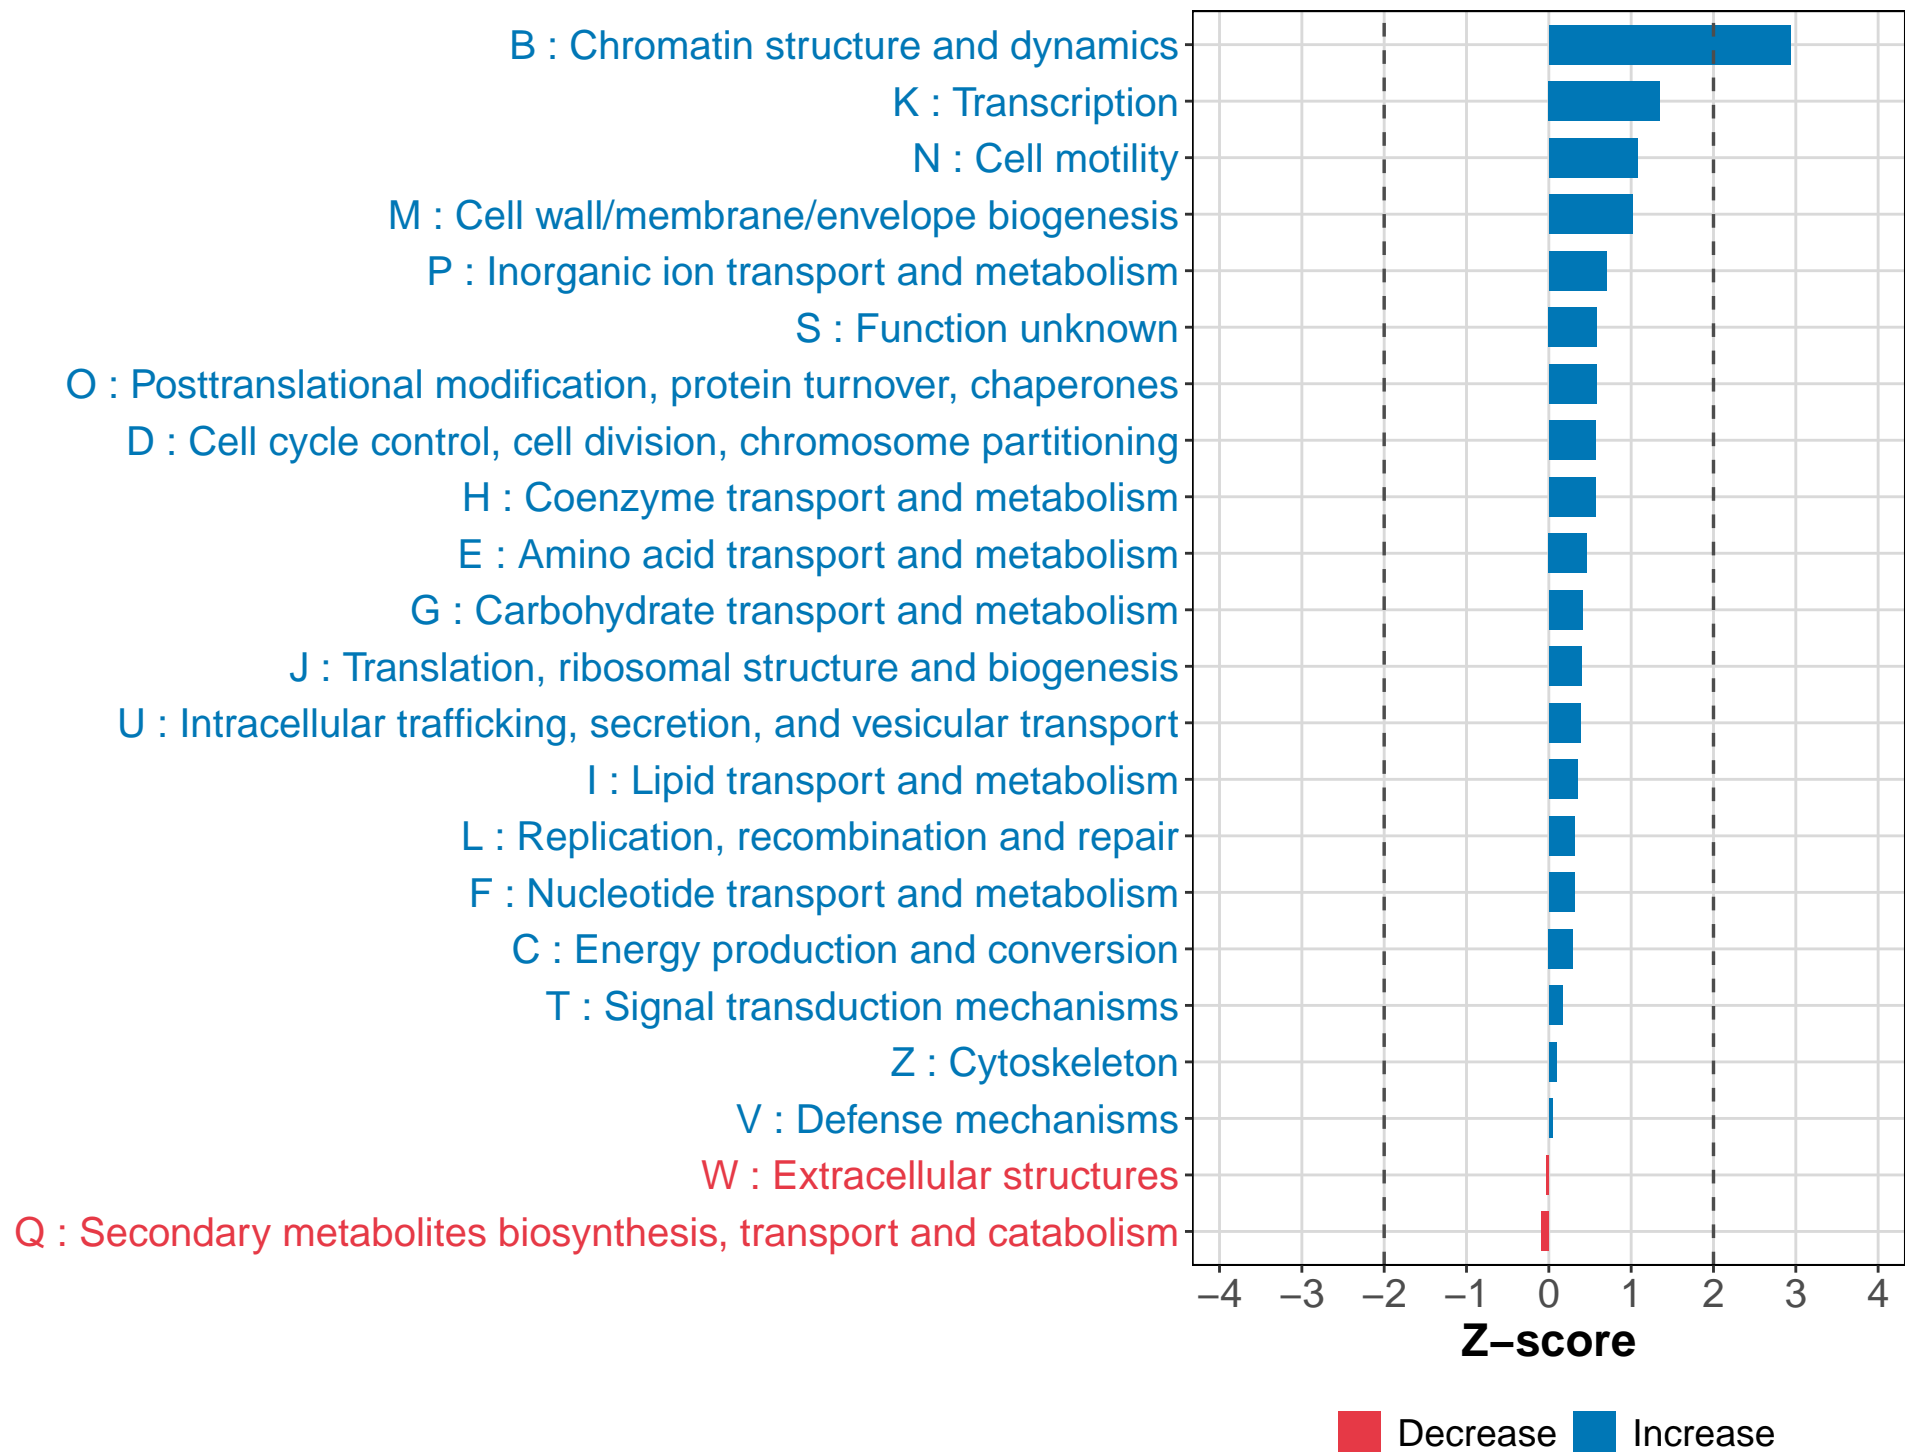 B : Chromatin structure and dynamics
K : Transcription
N : Cell motility
M : Cell wall/membrane/envelope biogenesis
P : Inorganic ion transport and metabolism
S : Function unknown
O : Posttranslational modification, protein turnover, chaperones
D : Cell cycle control, cell division, chromosome partitioning
H : Coenzyme transport and metabolism
E : Amino acid transport and metabolism
G : Carbohydrate transport and metabolism
J : Translation, ribosomal structure and biogenesis
U : Intracellular trafficking, secretion, and vesicular transport
I : Lipid transport and metabolism
L : Replication, recombination and repair
F : Nucleotide transport and metabolism
C : Energy production and conversion
T : Signal transduction mechanisms
Z : Cytoskeleton
V : Defense mechanisms
W : Extracellular structures
Q : Secondary metabolites biosynthesis, transport and catabolism
−4 −3 −2 −1 0 1 2 3 4
Z−score
Decrease Increase